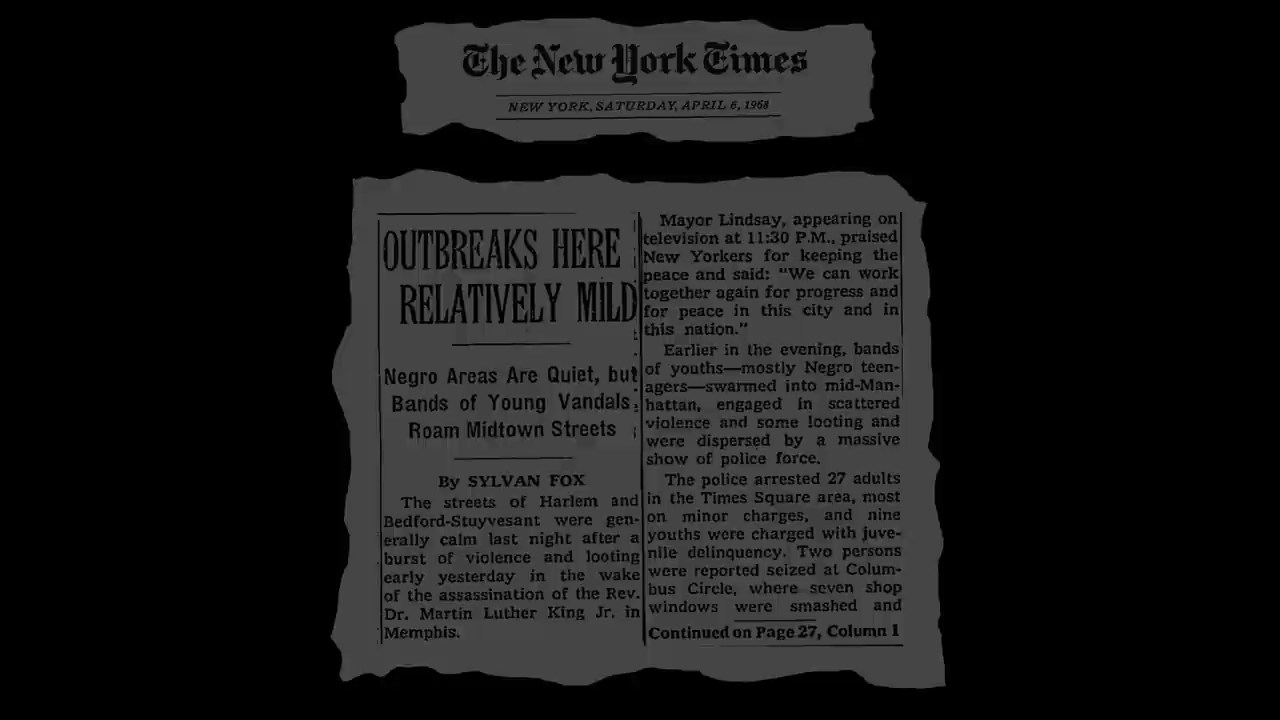 The New York Times
NEW YORK, SATURDAY, APRIL 6, 1968
OUTBREAKS HERE
RELATIVELY MILD
Negro Areas Are Quiet, but
Bands of Young Vandals
Roam Midtown Streets
By SYLVAN FOX
The streets of Harlem and
Bedford-Stuyvesant were gen-
erally calm last night after a
burst of violence and looting
early yesterday in the wake
of the assassination of the Rev.
Dr. Martin Luther King Jr. in
Memphis.
Mayor Lindsay, appearing on
television at 11:30 P.M., praised
New Yorkers for keeping the
peace and said: "We can work
together again for progress and
for peace in this city and in
this nation."
Earlier in the evening, bands
of youths—mostly Negro teen-
agers—swarmed into mid-Man-
hattan, engaged in scattered
violence and some looting and
were dispersed by a massive
show of police force.
The police arrested 27 adults
in the Times Square area, most
on minor charges, and nine
youths were charged with juve-
nile delinquency. Two persons
were reported seized at Colum-
bus Circle, where seven shop
windows were smashed and
Continued on Page 27, Column 1